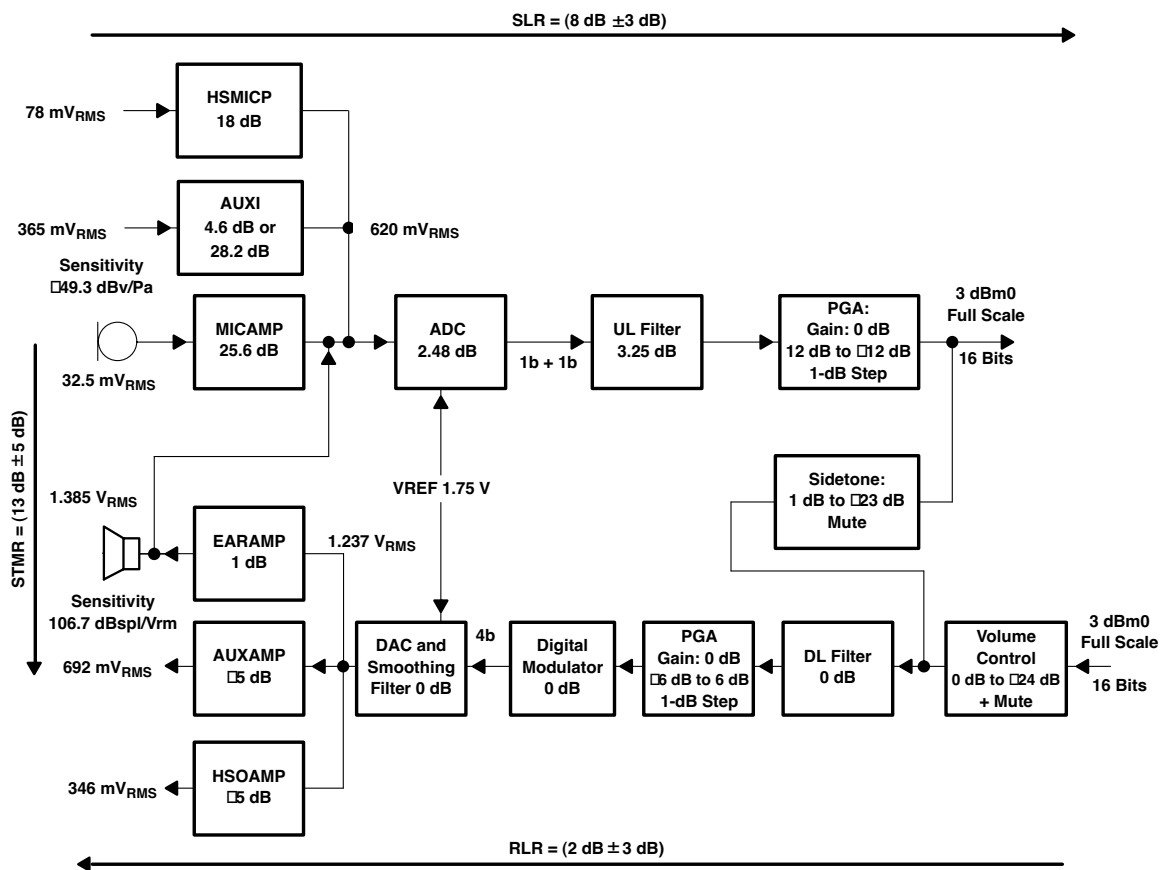 SLR = (8 dB ±3 dB)
78 mVRMS
HSMICP
18 dB
365 mVRMS
AUXI
4.6 dB or
28.2 dB
620 mVRMS
Sensitivity
□49.3 dBv/Pa
32.5 mVRMS
MICAMP
25.6 dB
ADC
2.48 dB
1b + 1b
UL Filter
3.25 dB
PGA:
Gain: 0 dB
12 dB to □12 dB
1-dB Step
3 dBm0
Full Scale
16 Bits
STMR = (13 dB ±5 dB)
VREF 1.75 V
Sidetone:
1 dB to □23 dB
Mute
1.385 VRMS
EARAMP
1 dB
1.237 VRMS
Sensitivity
106.7 dBspl/Vrm
692 mVRMS
AUXAMP
□5 dB
DAC and
Smoothing
Filter 0 dB
4b
Digital
Modulator
0 dB
PGA
Gain: 0 dB
□6 dB to 6 dB
1-dB Step
DL Filter
0 dB
Volume
Control
0 dB to □24 dB
+ Mute
3 dBm0
Full Scale
16 Bits
346 mVRMS
HSOAMP
□5 dB
RLR = (2 dB ±3 dB)